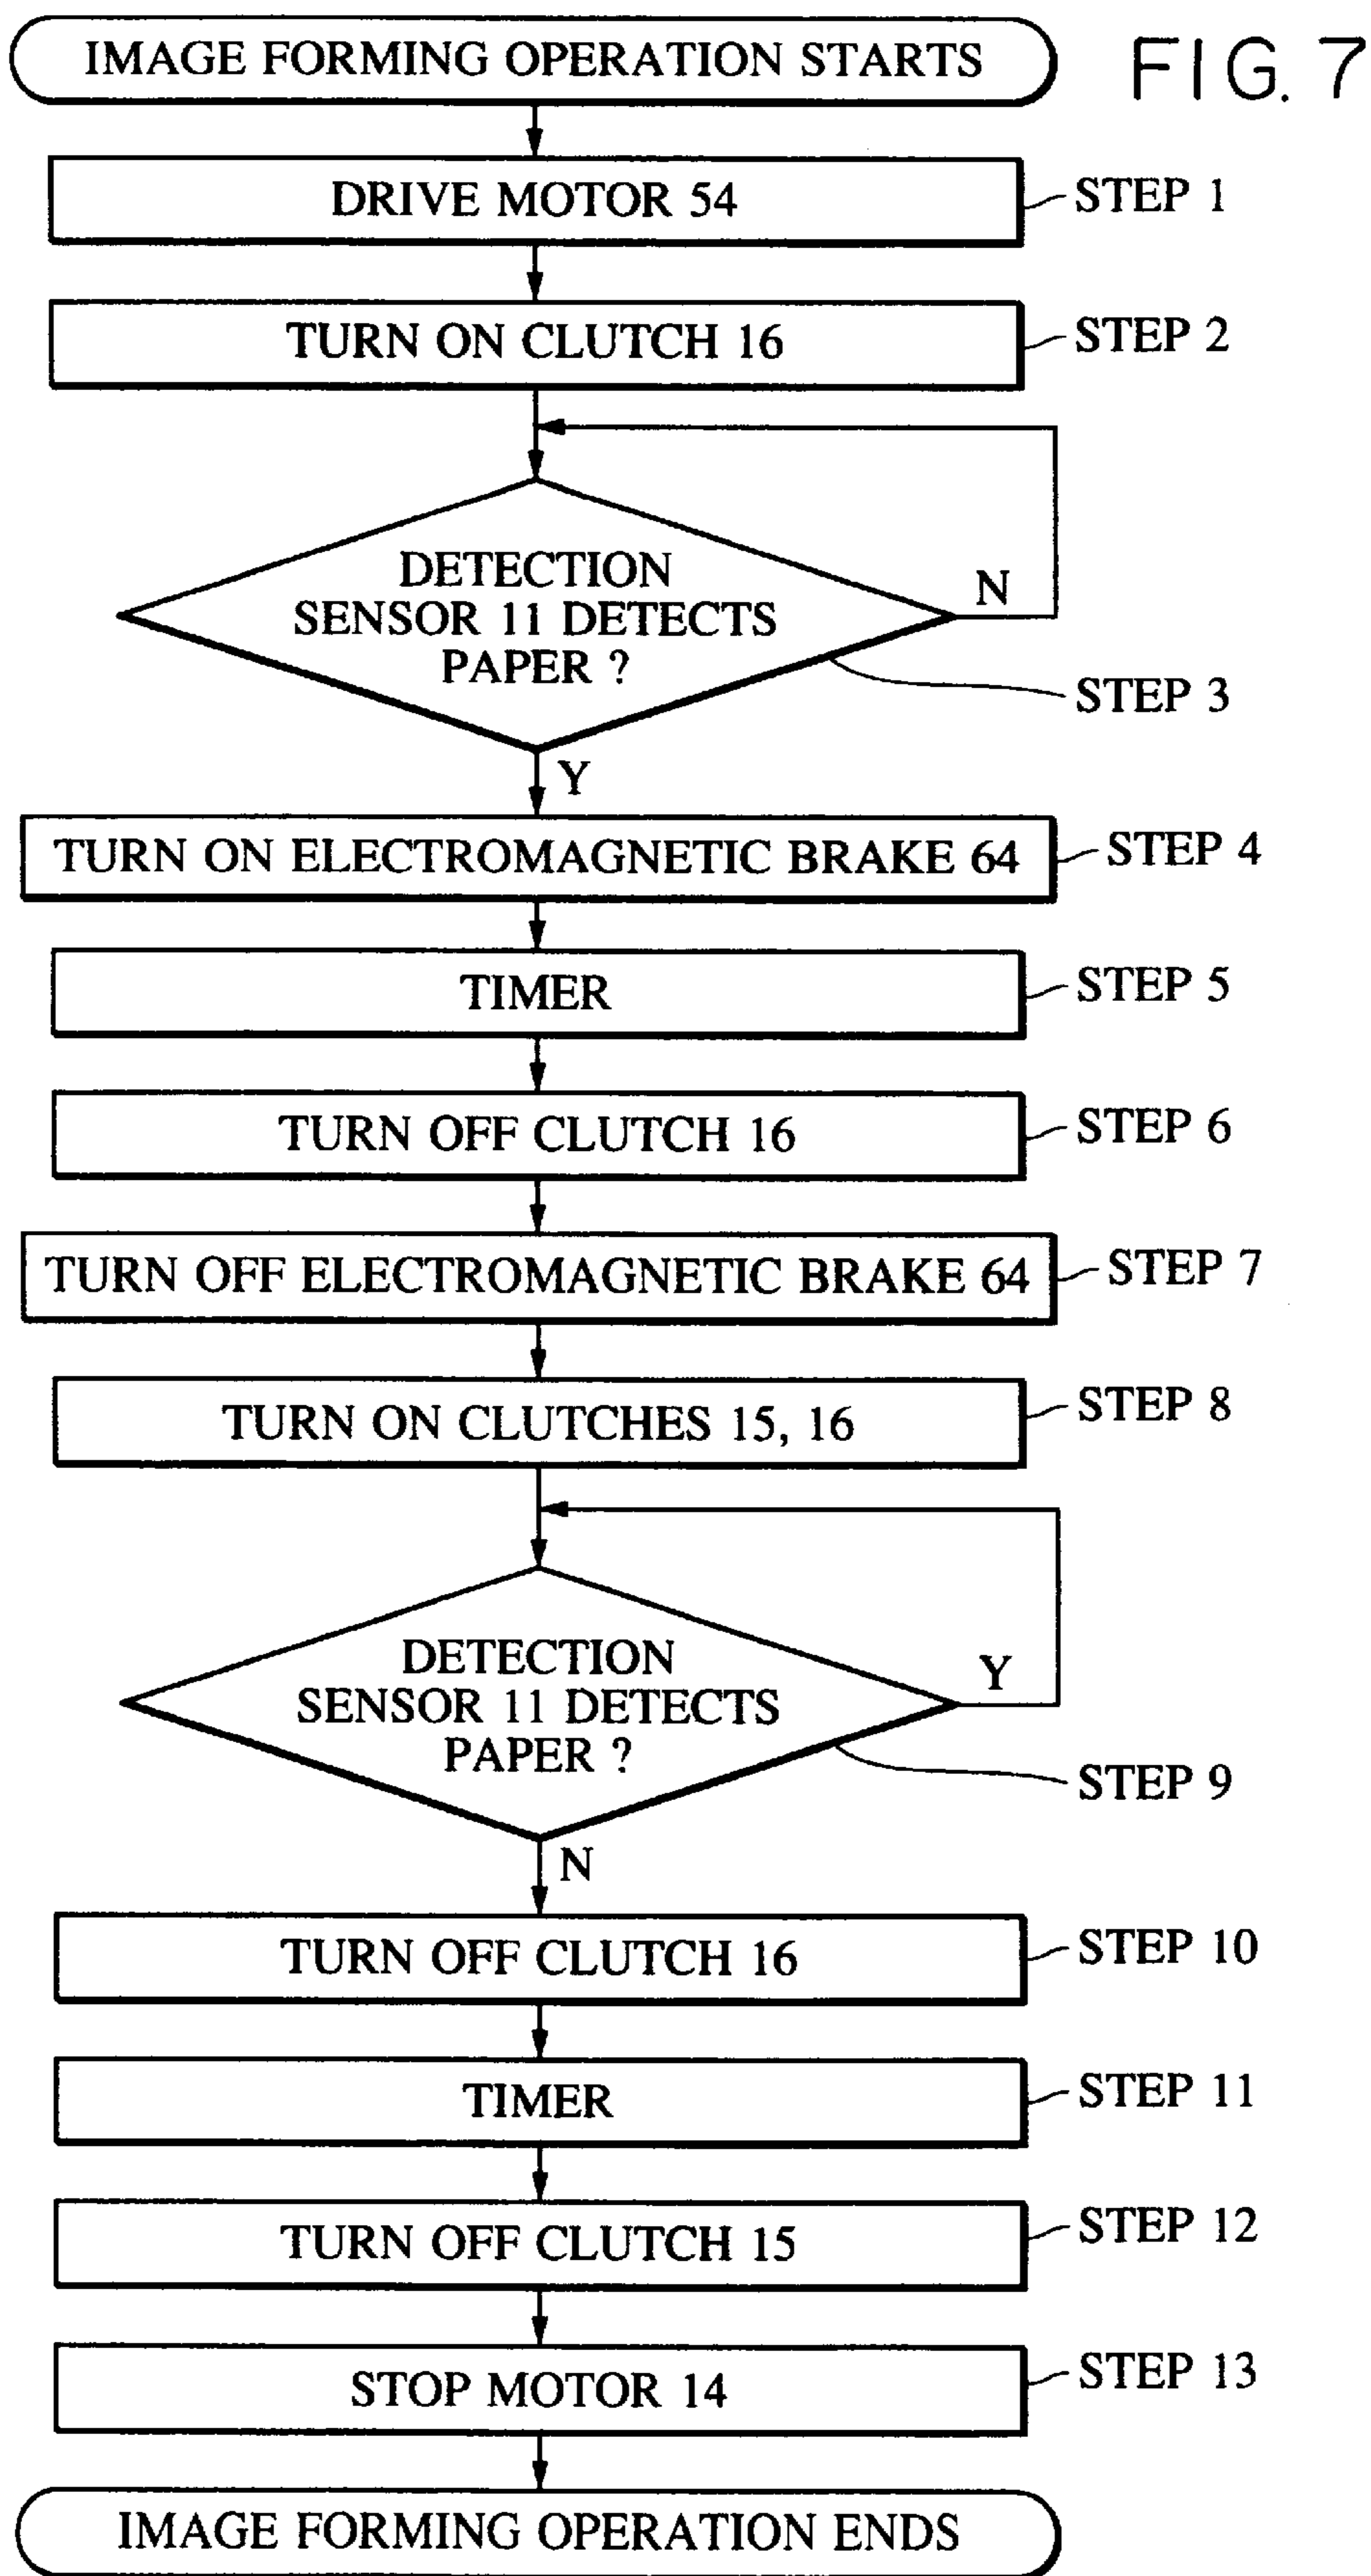 IMAGE FORMING OPERATION STARTS
FIG. 7
DRIVE MOTOR 54
STEP 1
TURN ON CLUTCH 16
STEP 2
DETECTION
SENSOR 11 DETECTS
PAPER ?
N
STEP 3
Y
TURN ON ELECTROMAGNETIC BRAKE 64
STEP 4
TIMER
STEP 5
TURN OFF CLUTCH 16
STEP 6
TURN OFF ELECTROMAGNETIC BRAKE 64
STEP 7
TURN ON CLUTCHES 15, 16
STEP 8
DETECTION
SENSOR 11 DETECTS
PAPER ?
Y
STEP 9
N
TURN OFF CLUTCH 16
STEP 10
TIMER
STEP 11
TURN OFF CLUTCH 15
STEP 12
STOP MOTOR 14
STEP 13
IMAGE FORMING OPERATION ENDS